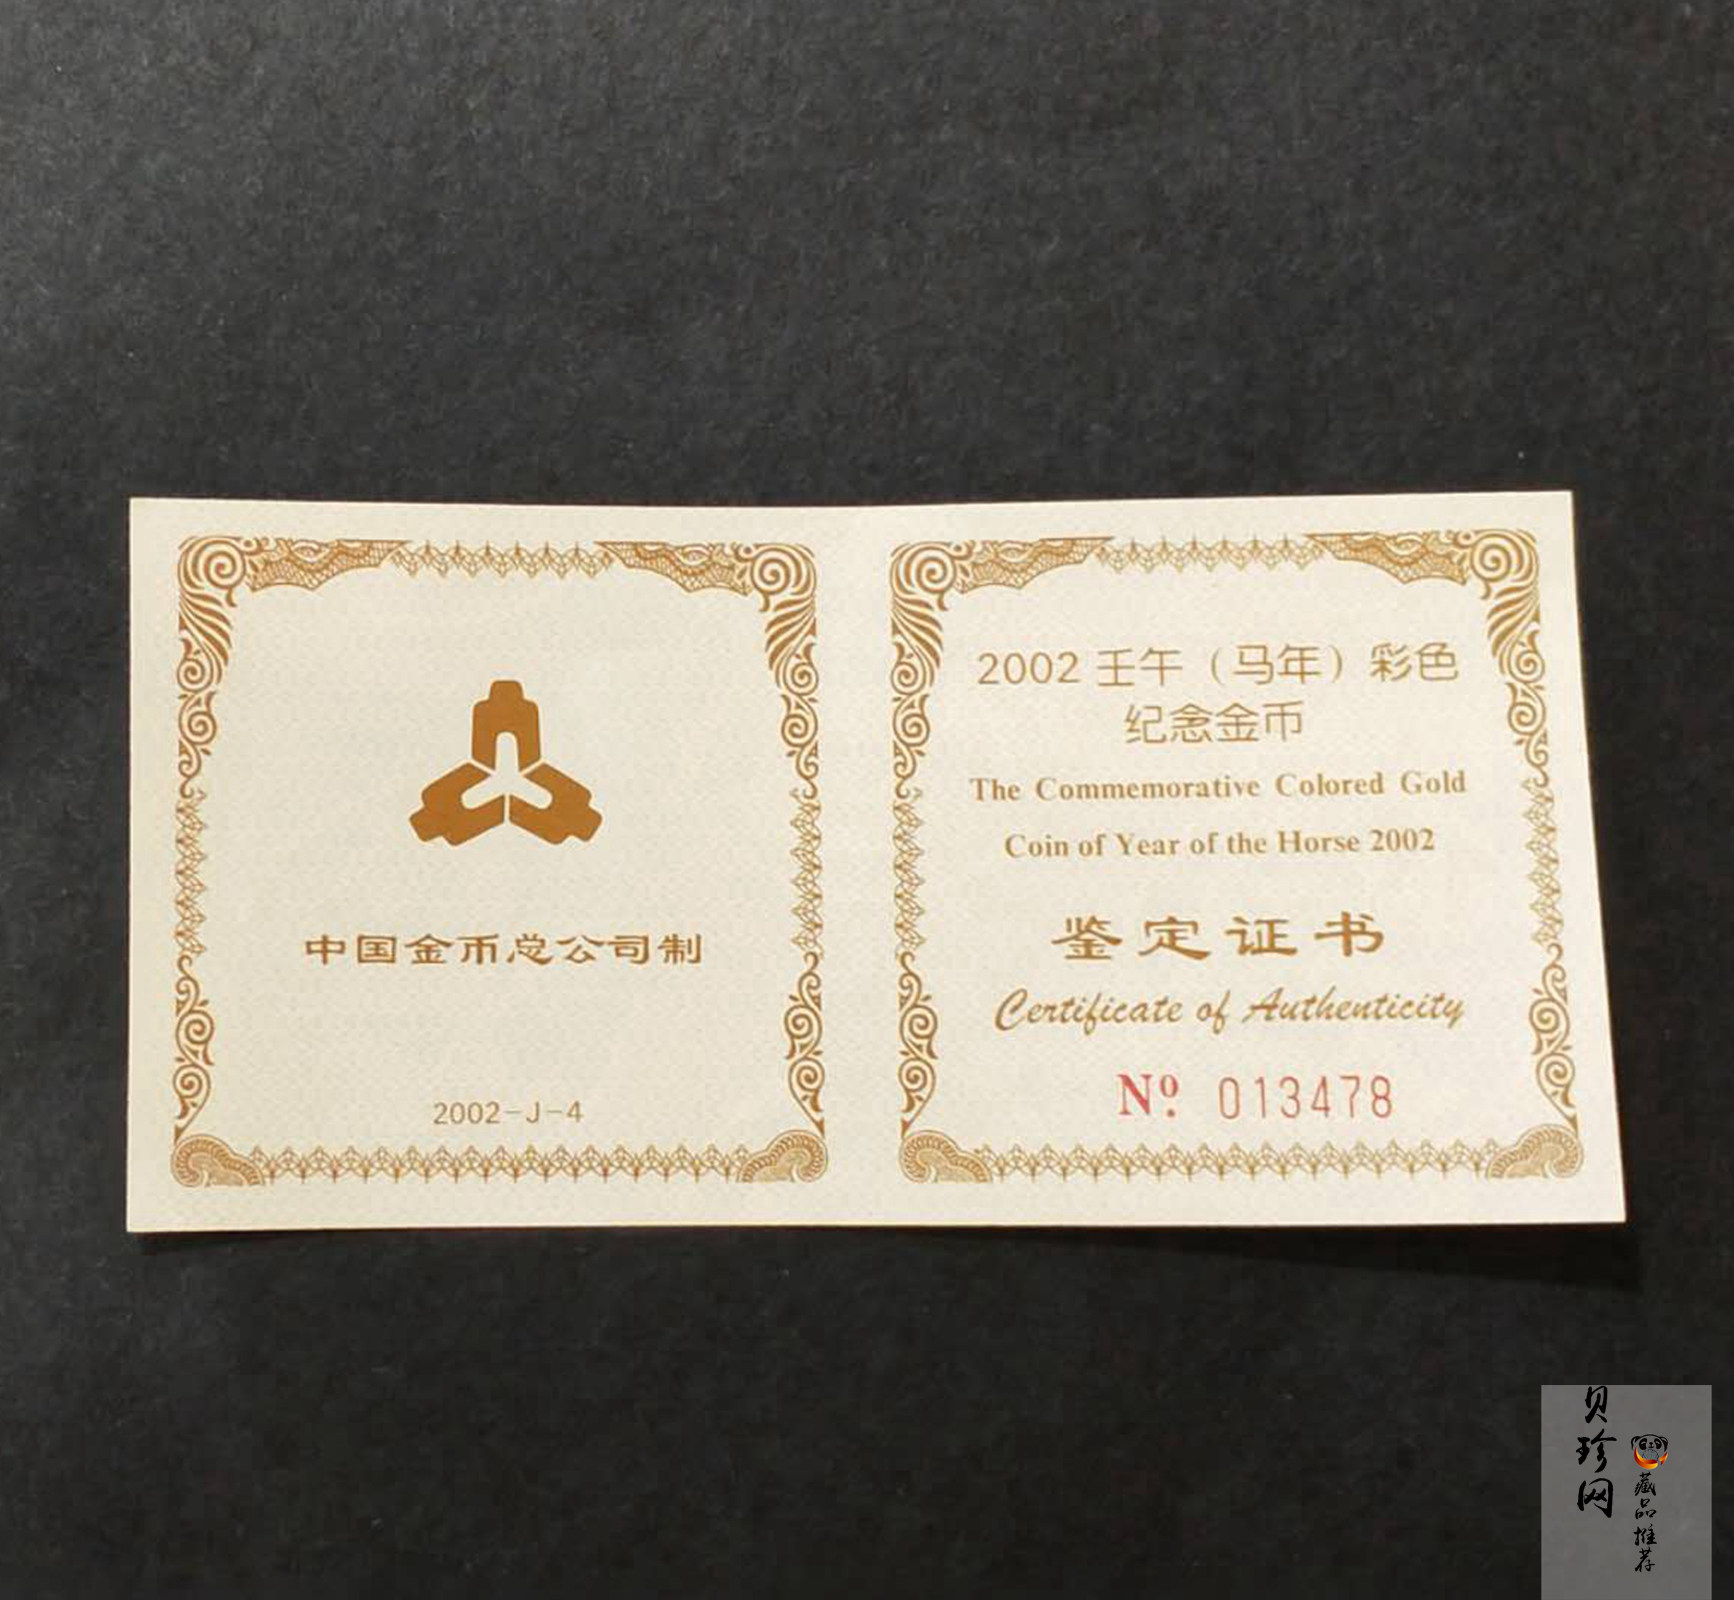 中国金币总公司制
2002-J-4
2002 壬午（马年）彩色
纪念金币
The Commemorative Colored Gold
Coin of Year of the Horse 2002
鉴定证书
Certificate of Authenticity
Nº. 013478
贝珍网
藏品推荐